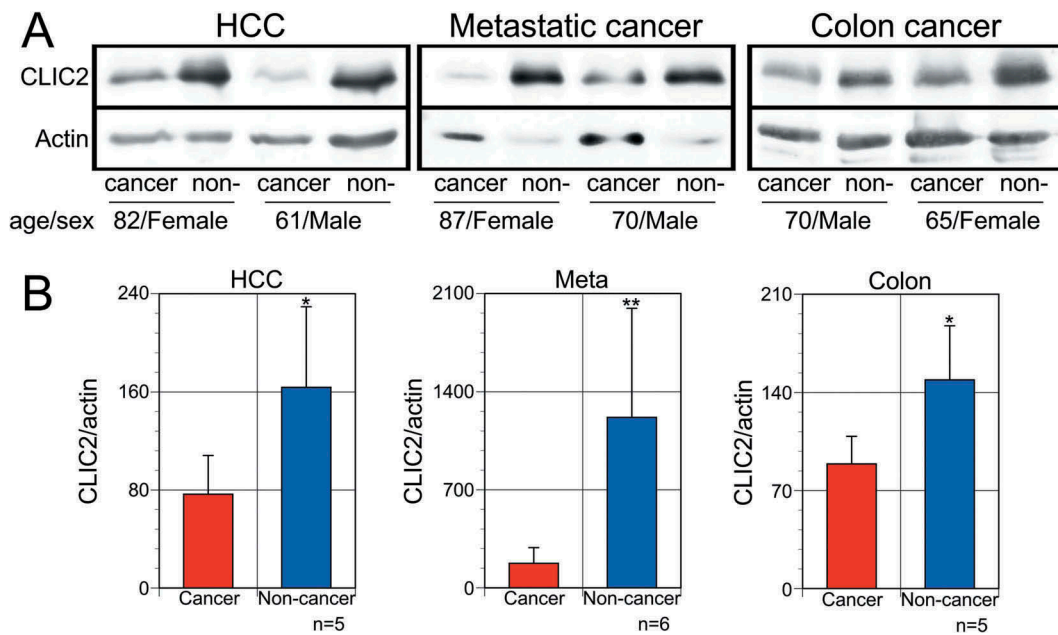 A
HCC
Metastatic cancer
Colon cancer
CLIC2
Actin
cancer non- cancer non- cancer non- cancer non- cancer non- cancer non-
age/sex 82/Female 61/Male 87/Female 70/Male 70/Male 65/Female
B
HCC
240
160
80
0
CLIC2/actin
*
Cancer Non-cancer
n=5
Meta
2100
1400
700
0
CLIC2/actin
**
Cancer Non-cancer
n=6
Colon
210
140
70
0
CLIC2/actin
*
Cancer Non-cancer
n=5